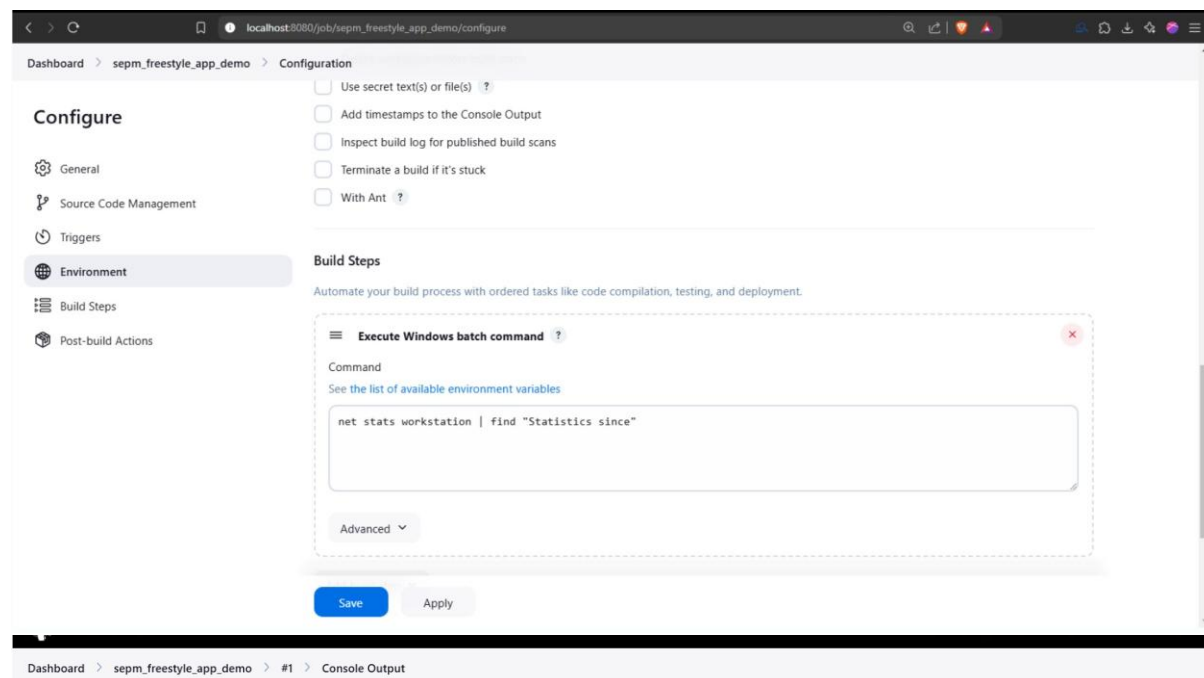 localhost:8080/job/sepm_freestyle_app_demo/configure
Dashboard > sepm_freestyle_app_demo > Configuration
Configure
General
Source Code Management
Triggers
Environment
Build Steps
Post-build Actions
Use secret text(s) or file(s) ?
Add timestamps to the Console Output
Inspect build log for published build scans
Terminate a build if it's stuck
With Ant ?
Build Steps
Automate your build process with ordered tasks like code compilation, testing, and deployment.
Execute Windows batch command ?
Command
See the list of available environment variables
net stats workstation | find "Statistics since"
Advanced
Save Apply
Dashboard > sepm_freestyle_app_demo > #1 > Console Output